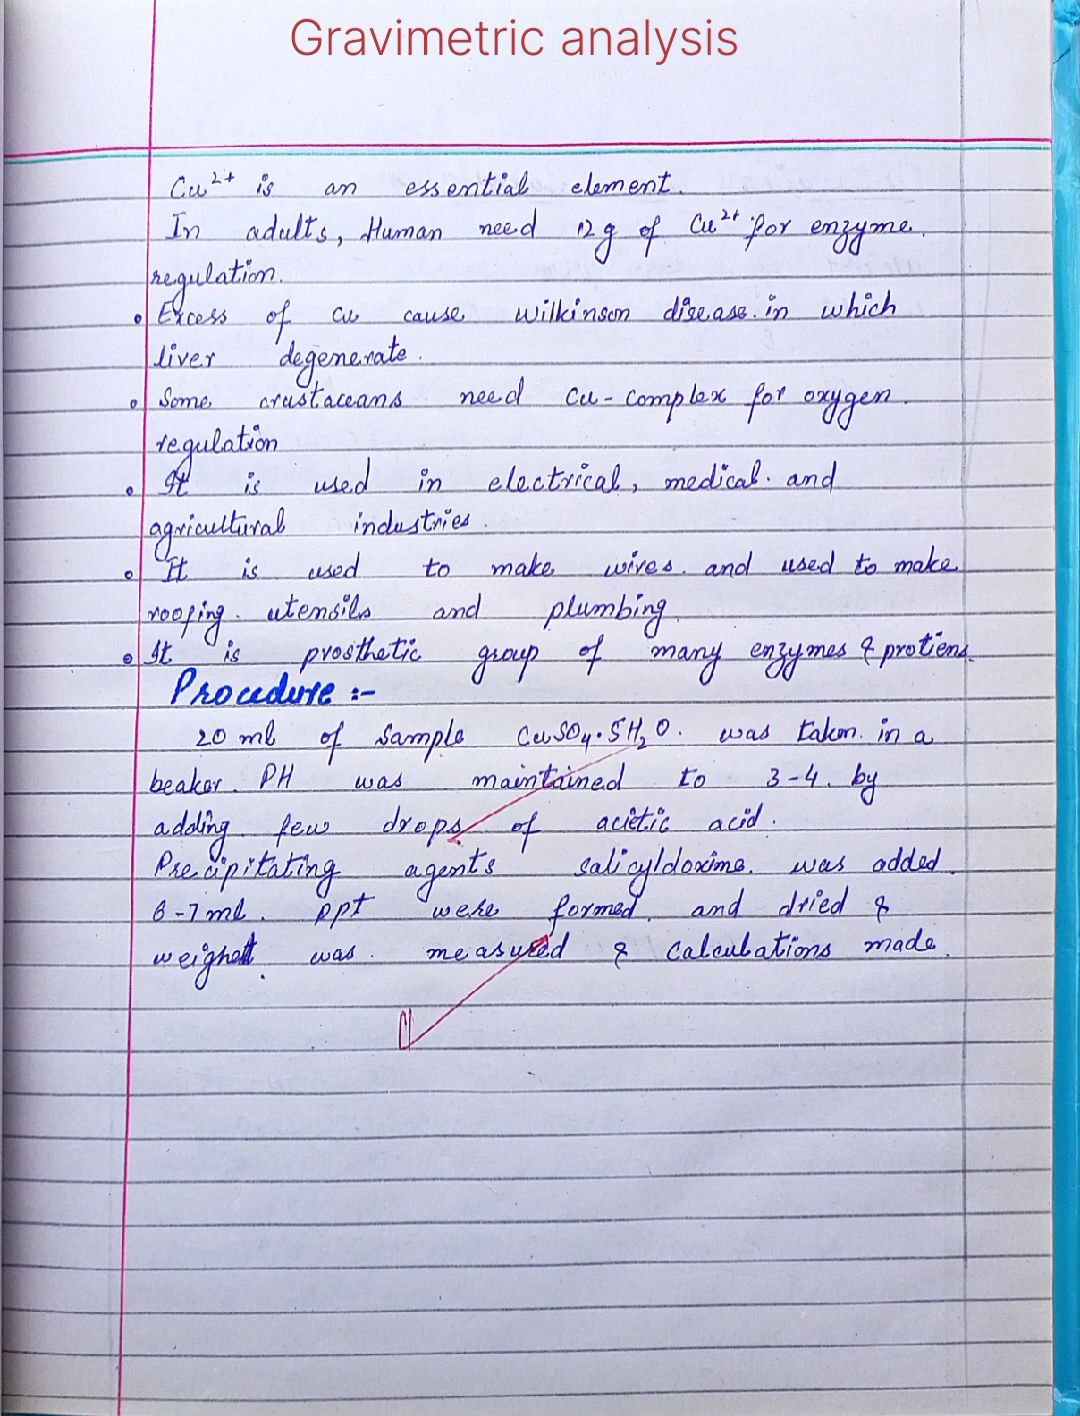 Gravimetric analysis
Cu²⁺ is an essential element.
In adults, Human need 12g of Cu²⁺ for enzyme
regulation.
• Excess of Cu cause Wilkinson disease in which
liver degenerate.
• Some crustaceans need Cu-complex for oxygen
regulation
• It is used in electrical, medical and
agricultural industries.
• It is used to make wires and used to make
roofing utensils and plumbing
• It is prosthetic group of many enzymes & protiens
Procedure :-
20 ml of Sample CuSO₄.5H₂O was taken in a
beaker. PH was maintained to 3-4 by
adding few drops of acietic acid.
Precipitating agents salicyldoxime was added
6-7ml. ppt were formed and dried &
was measured & Calculations made.